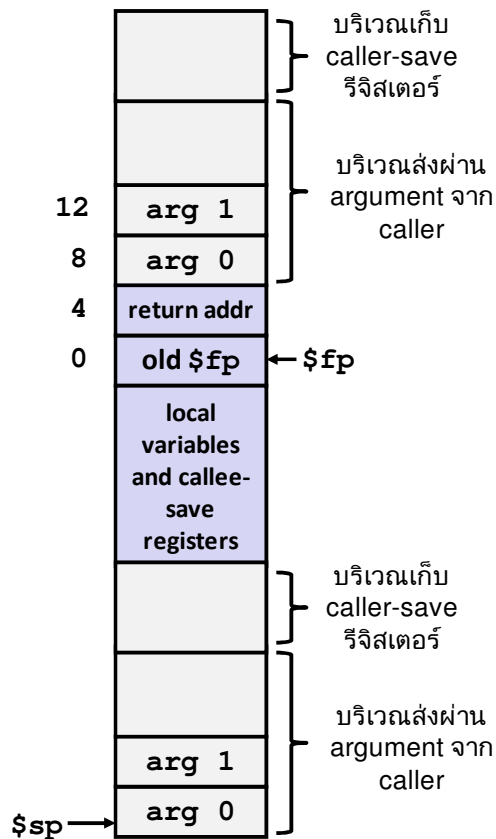 บริเวณเก็บ
caller-save
รีจิสเตอร์
บริเวณส่งผ่าน
argument จาก
caller
12 arg 1
8 arg 0
4 return addr
0 old $fp $fp
local
variables
and callee-
save
registers
บริเวณเก็บ
caller-save
รีจิสเตอร์
บริเวณส่งผ่าน
argument จาก
caller
arg 1
$sp arg 0